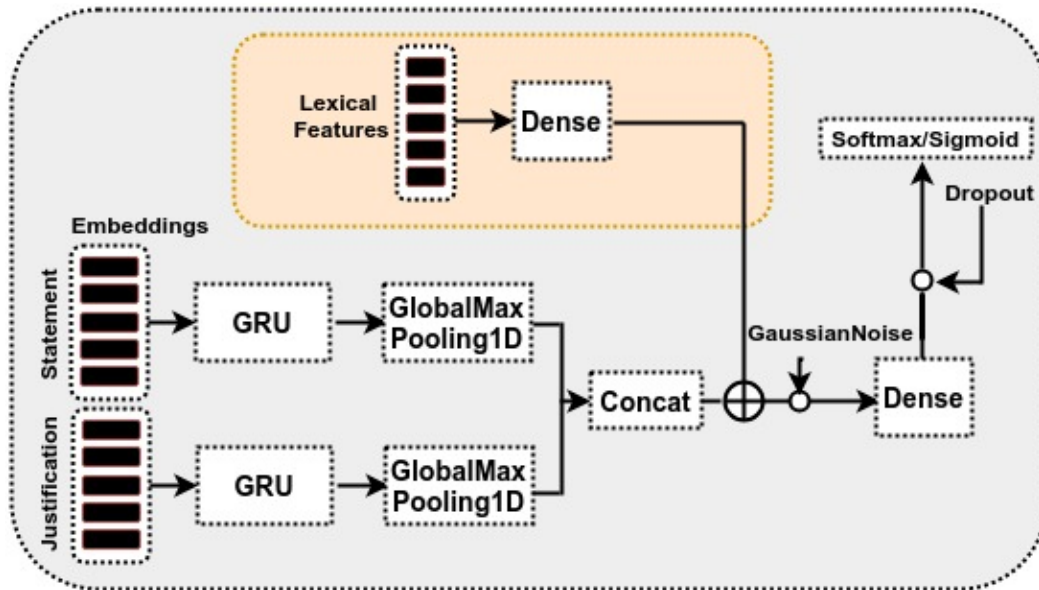 Lexical
Features
Dense
Softmax/Sigmoid
Dropout
Embeddings
Statement
GRU
GlobalMax
Pooling1D
GaussianNoise
Concat
Dense
Justification
GRU
GlobalMax
Pooling1D